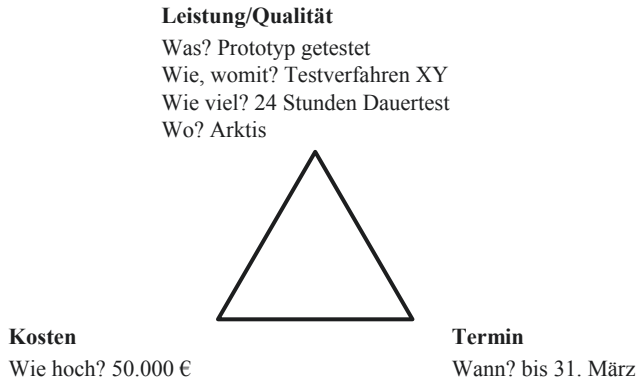 Leistung/Qualität
Was? Prototyp getestet
Wie, womit? Testverfahren XY
Wie viel? 24 Stunden Dauertest
Wo? Arktis
Kosten
Wie hoch? 50.000 €
Termin
Wann? bis 31. März